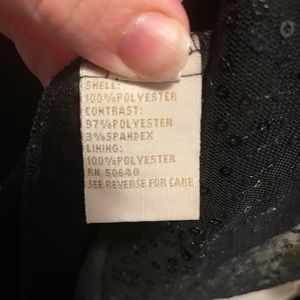 SHELL:
100%POLYESTER
CONTRAST:
97%POLYESTER
3%SPANDEX
LINING:
100%POLYESTER
RN 50640
SEE REVERSE FOR CARE